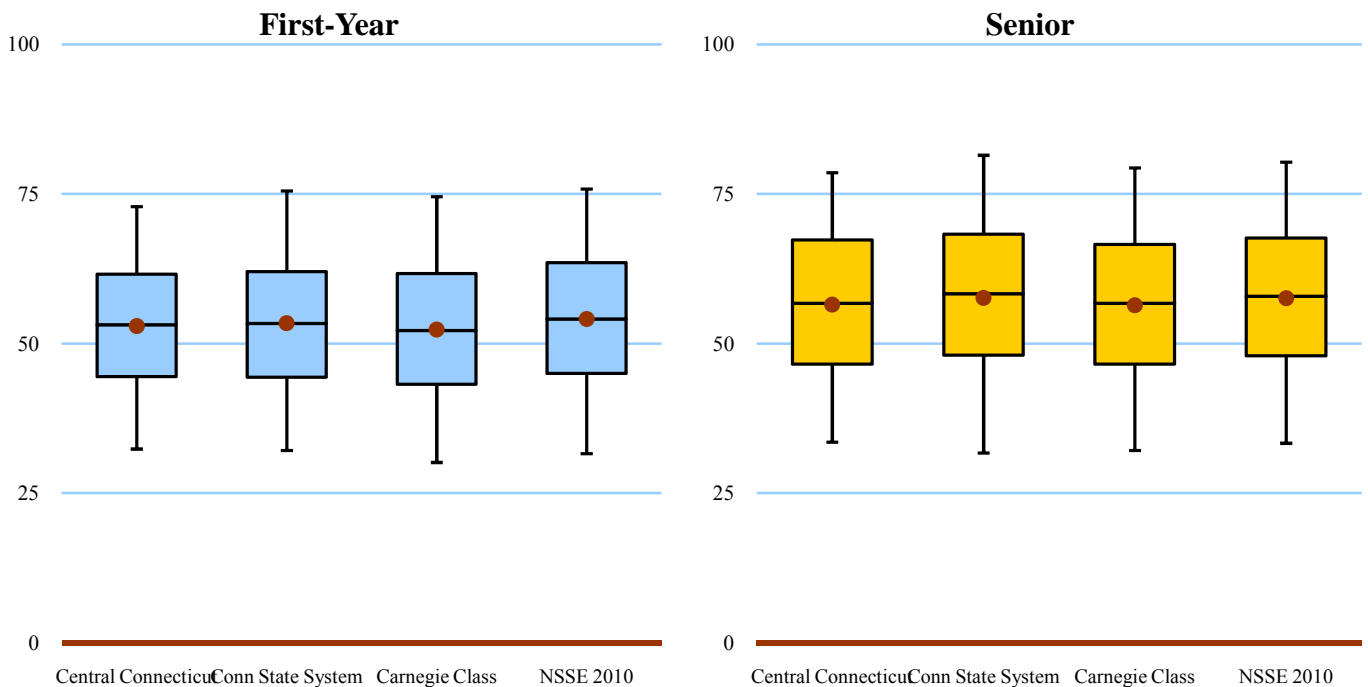 First-Year
100
75
50
25
0
Central Connecticut
Conn State System
Carnegie Class
NSSE 2010
Senior
100
75
50
25
0
Central Connecticut
Conn State System
Carnegie Class
NSSE 2010